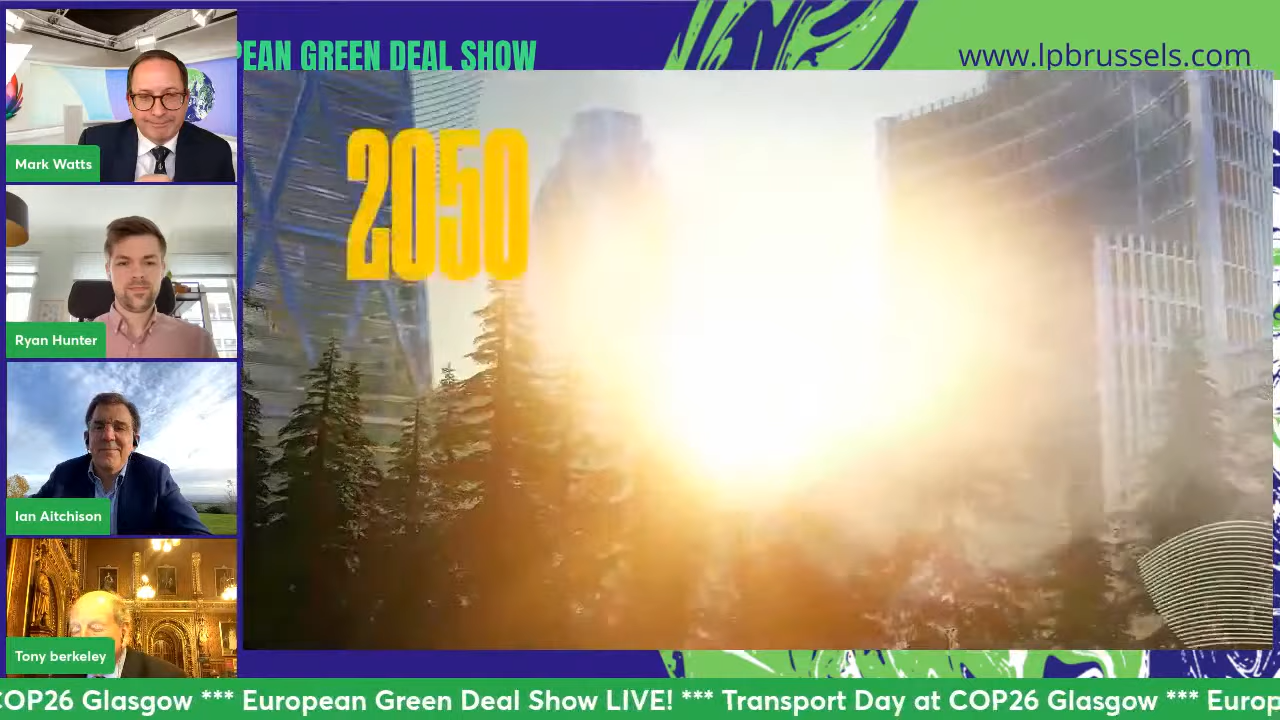 PEAN GREEN DEAL SHOW
www.lpbrussels.com
2050
Mark Watts
Ryan Hunter
Ian Aitchison
Tony berkeley
COP26 Glasgow *** European Green Deal Show LIVE! *** Transport Day at COP26 Glasgow *** Europ